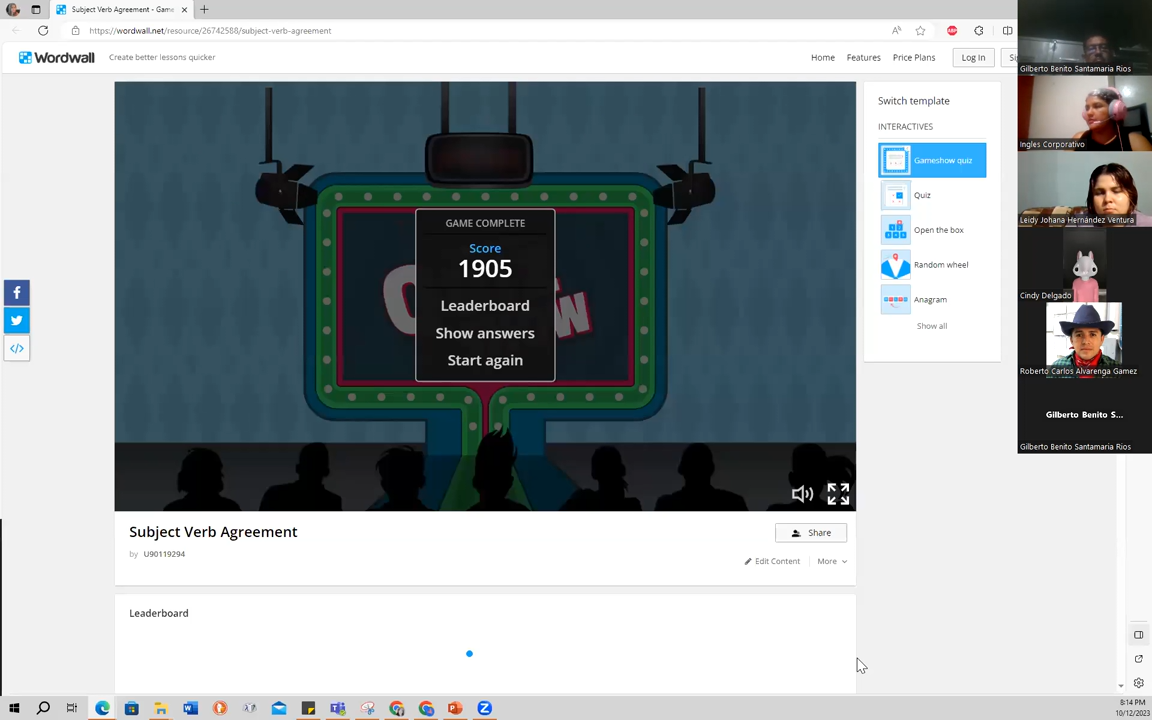 Subject Verb Agreement - Game
https://wordwall.net/resource/26742588/subject-verb-agreement
Wordwall
Create better lessons quicker
Home
Features
Price Plans
Log In
GAME COMPLETE
Score
1905
Leaderboard
Show answers
Start again
Switch template
INTERACTIVES
Gameshow quiz
Quiz
Open the box
Random wheel
Anagram
Show all
Subject Verb Agreement
by U90119294
Share
Edit Content
More
Leaderboard
Gilberto Benito Santamaria Rios
Ingles Corporativo
Leidy Johana Hernández Ventura
Cindy Delgado
Roberto Carlos Alvarenga Gamez
Gilberto Benito S...
Gilberto Benito Santamaria Rios
8:14 PM
10/12/2023